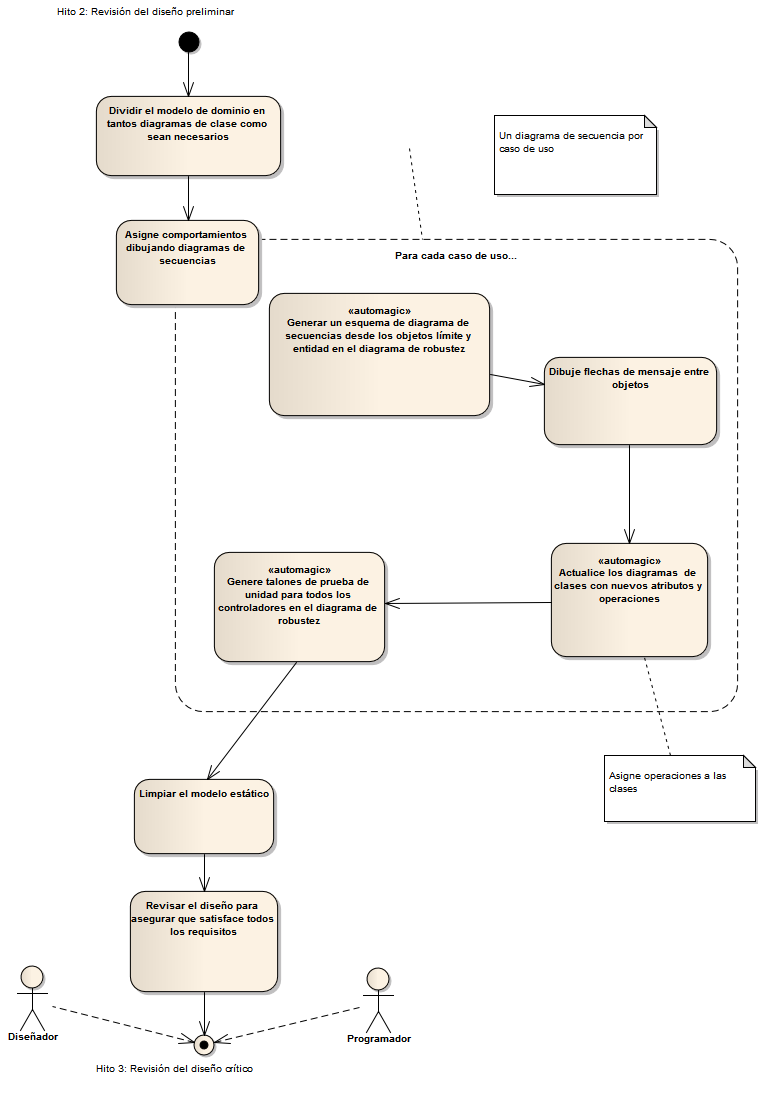 Hito 2: Revisión del diseño preliminar
Dividir el modelo de dominio en
tantos diagramas de clase como
sean necesarios
Un diagrama de secuencia por
caso de uso
Asigne comportamientos
dibujando diagramas de
secuencias
Para cada caso de uso...
«automagic»
Generar un esquema de diagrama de
secuencias desde los objetos límite y
entidad en el diagrama de robustez
Dibuje flechas de mensaje entre
objetos
«automagic»
Actualice los diagramas de
clases con nuevos atributos y
operaciones
«automagic»
Genere talones de prueba de
unidad para todos los
controladores en el diagrama de
robustez
Asigne operaciones a las
clases
Limpiar el modelo estático
Revisar el diseño para
asegurar que satisface todos
los requisitos
Diseñador
Programador
Hito 3: Revisión del diseño crítico